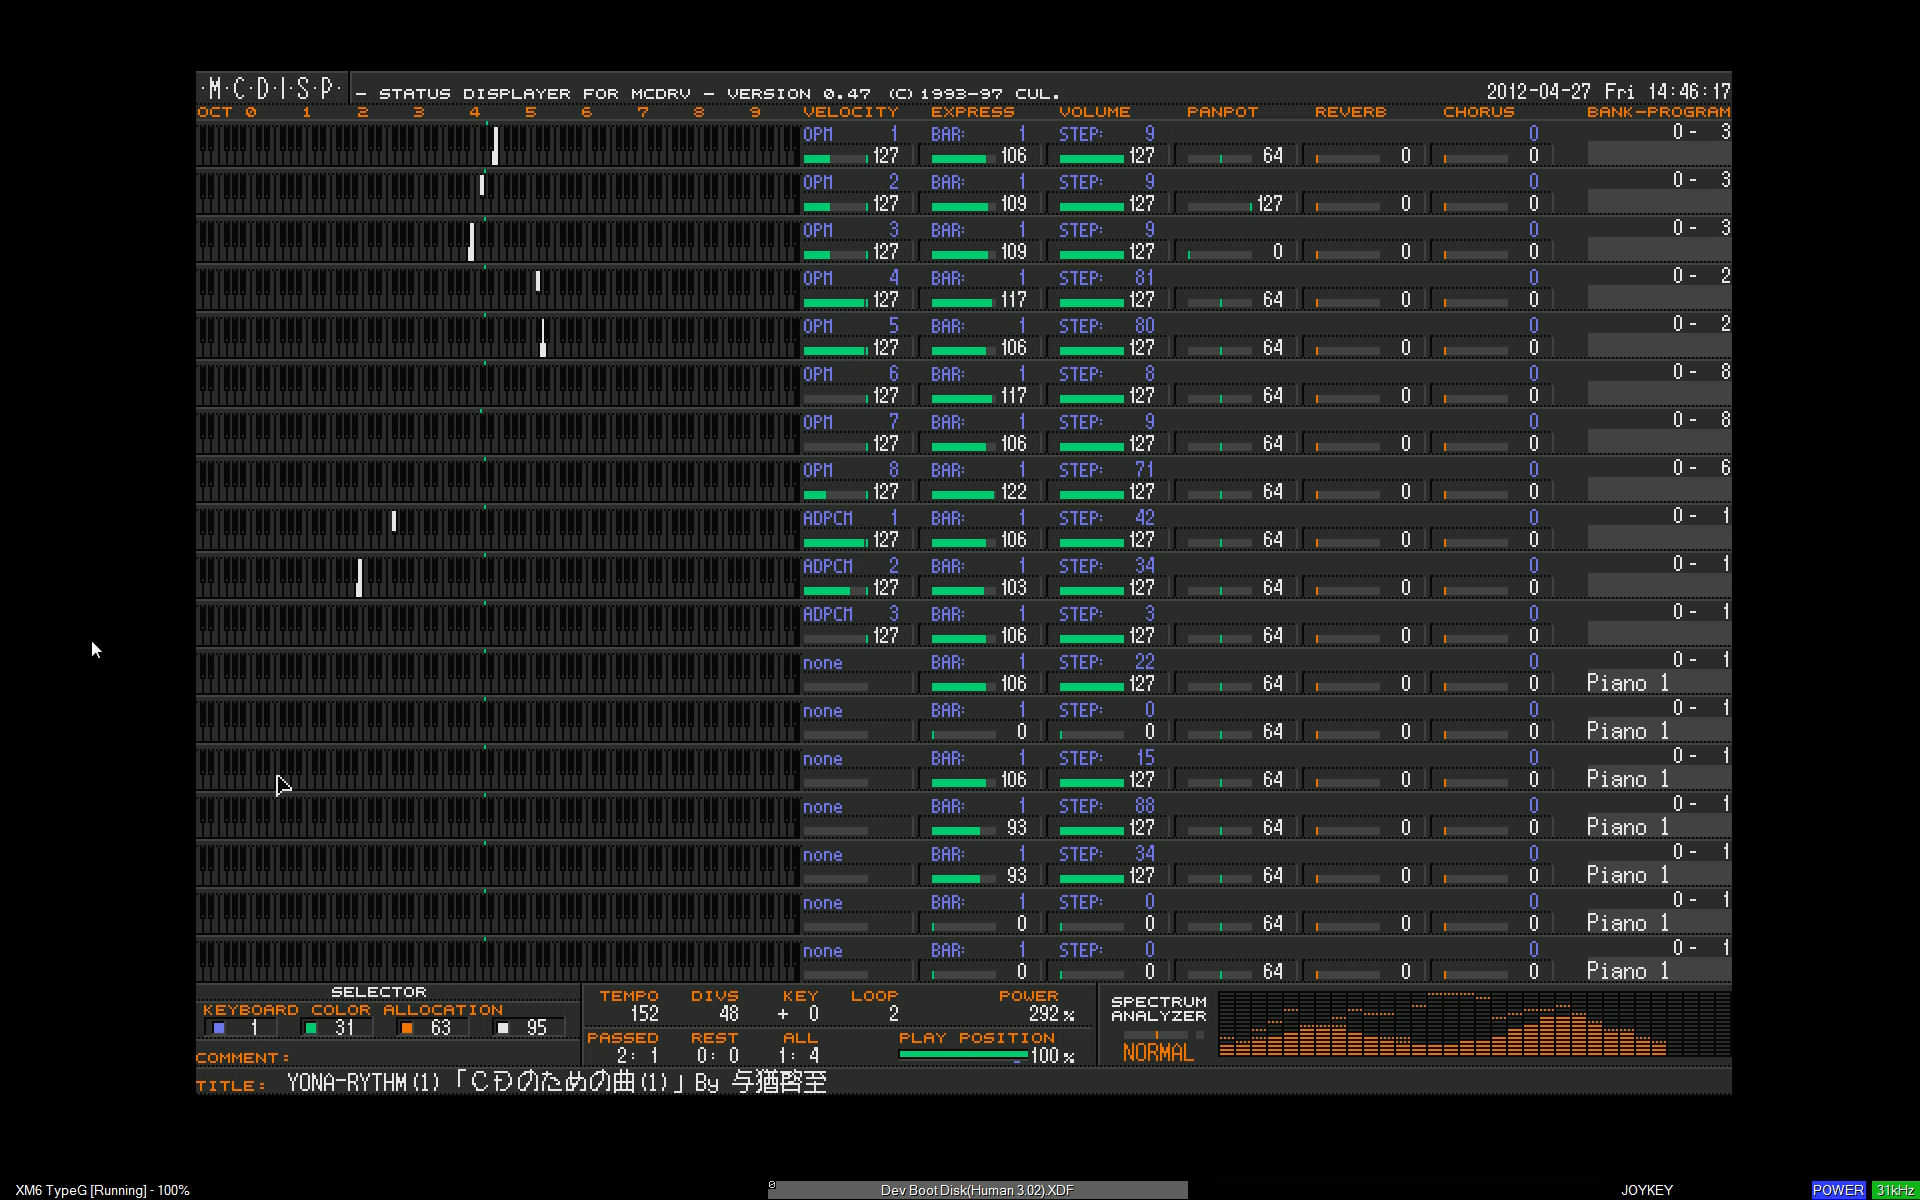 ·M·C·D·I·S·P· – STATUS DISPLAYER FOR MCDRV – VERSION 0.47 (C)1993-97 CUL. 2012-04-27 Fri 14:46:17
OCT 0 1 2 3 4 5 6 7 8 9 VELOCITY EXPRESS VOLUME PANPOT REVERB CHORUS BANK-PROGRAM
OPM 1 BAR: 1 STEP: 9 0 0- 3
127 106 127 64 0 0
OPM 2 BAR: 1 STEP: 9 0 0- 3
127 109 127 127 0 0
OPM 3 BAR: 1 STEP: 9 0 0- 3
127 109 127 0 0 0
OPM 4 BAR: 1 STEP: 81 0 0- 2
127 117 127 64 0 0
OPM 5 BAR: 1 STEP: 80 0 0- 2
127 106 127 64 0 0
OPM 6 BAR: 1 STEP: 8 0 0- 8
127 117 127 64 0 0
OPM 7 BAR: 1 STEP: 9 0 0- 8
127 106 127 64 0 0
OPM 8 BAR: 1 STEP: 71 0 0- 6
127 122 127 64 0 0
ADPCM 1 BAR: 1 STEP: 42 0 0- 1
127 106 127 64 0 0
ADPCM 2 BAR: 1 STEP: 34 0 0- 1
127 103 127 64 0 0
ADPCM 3 BAR: 1 STEP: 3 0 0- 1
127 106 127 64 0 0
none BAR: 1 STEP: 22 0 0- 1
106 127 64 0 0 Piano 1
none BAR: 1 STEP: 0 0 0- 1
0 0 64 0 0 Piano 1
none BAR: 1 STEP: 15 0 0- 1
106 127 64 0 0 Piano 1
none BAR: 1 STEP: 88 0 0- 1
93 127 64 0 0 Piano 1
none BAR: 1 STEP: 34 0 0- 1
93 127 64 0 0 Piano 1
none BAR: 1 STEP: 0 0 0- 1
0 0 64 0 0 Piano 1
none BAR: 1 STEP: 0 0 0- 1
0 0 64 0 0 Piano 1
SELECTOR
KEYBOARD COLOR ALLOCATION
1 31 63 95
COMMENT:
TEMPO DIVS KEY LOOP POWER
152 48 + 0 2 292%
PASSED REST ALL PLAY POSITION
2: 1 0: 0 1: 4 100%
SPECTRUM
ANALYZER
NORMAL
TITLE: YONA-RYTHM(1)「CDのための曲(1)」By 与猶啓至
XM6 TypeG [Running] - 100% 0 Dev Boot Disk(Human 3.02).XDF JOYKEY POWER 31kHz